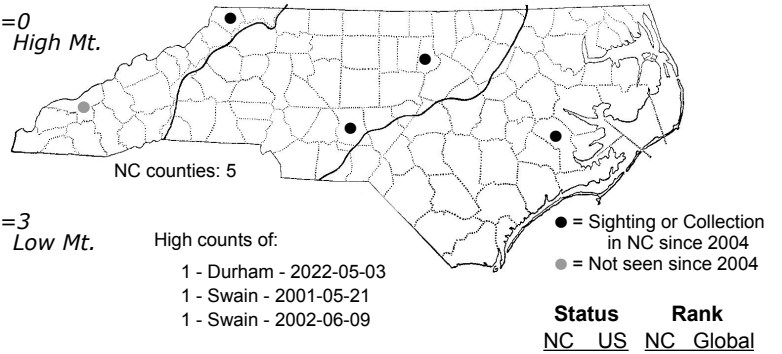 =0
High Mt.
NC counties: 5
=3
Low Mt.
High counts of:
1 - Durham - 2022-05-03
1 - Swain - 2001-05-21
1 - Swain - 2002-06-09
= Sighting or Collection
in NC since 2004
= Not seen since 2004
Status Rank
NC US NC Global